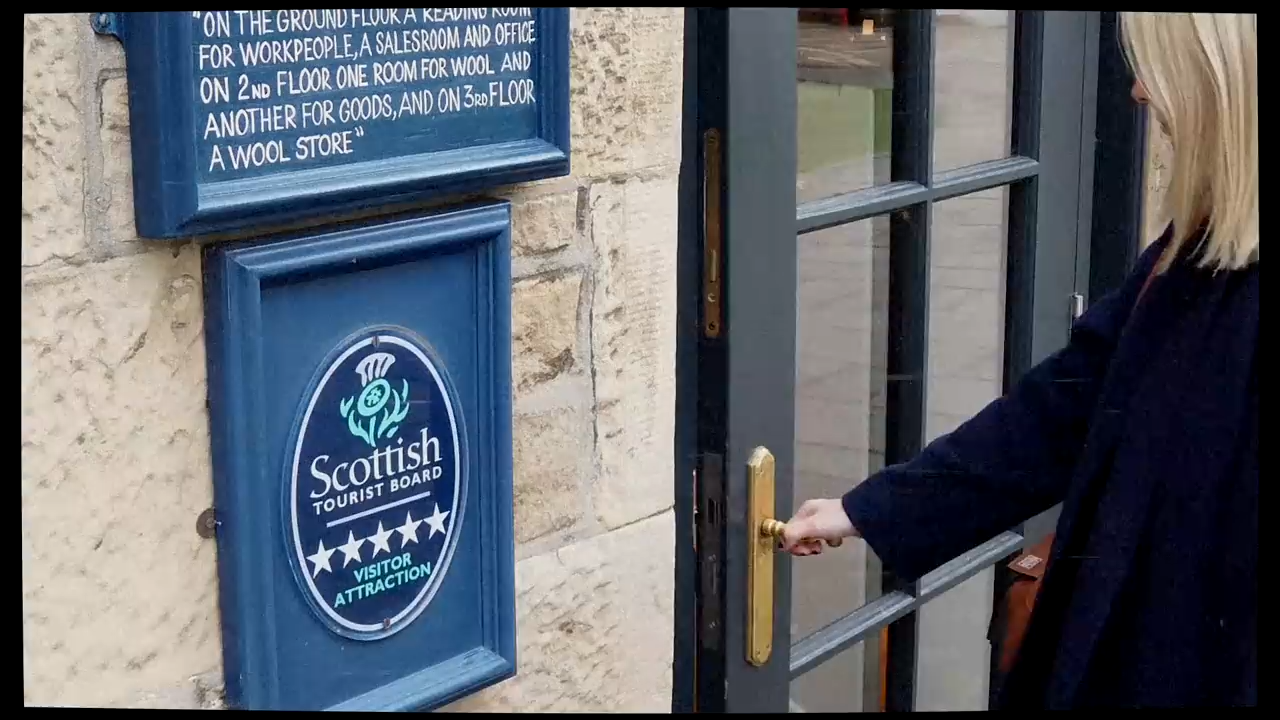 "ON THE GROUND FLOOR A READING ROOM
FOR WORKPEOPLE, A SALESROOM AND OFFICE
ON 2ND FLOOR ONE ROOM FOR WOOL AND
ANOTHER FOR GOODS, AND ON 3RD FLOOR
A WOOL STORE"
Scottish
TOURIST BOARD
VISITOR
ATTRACTION